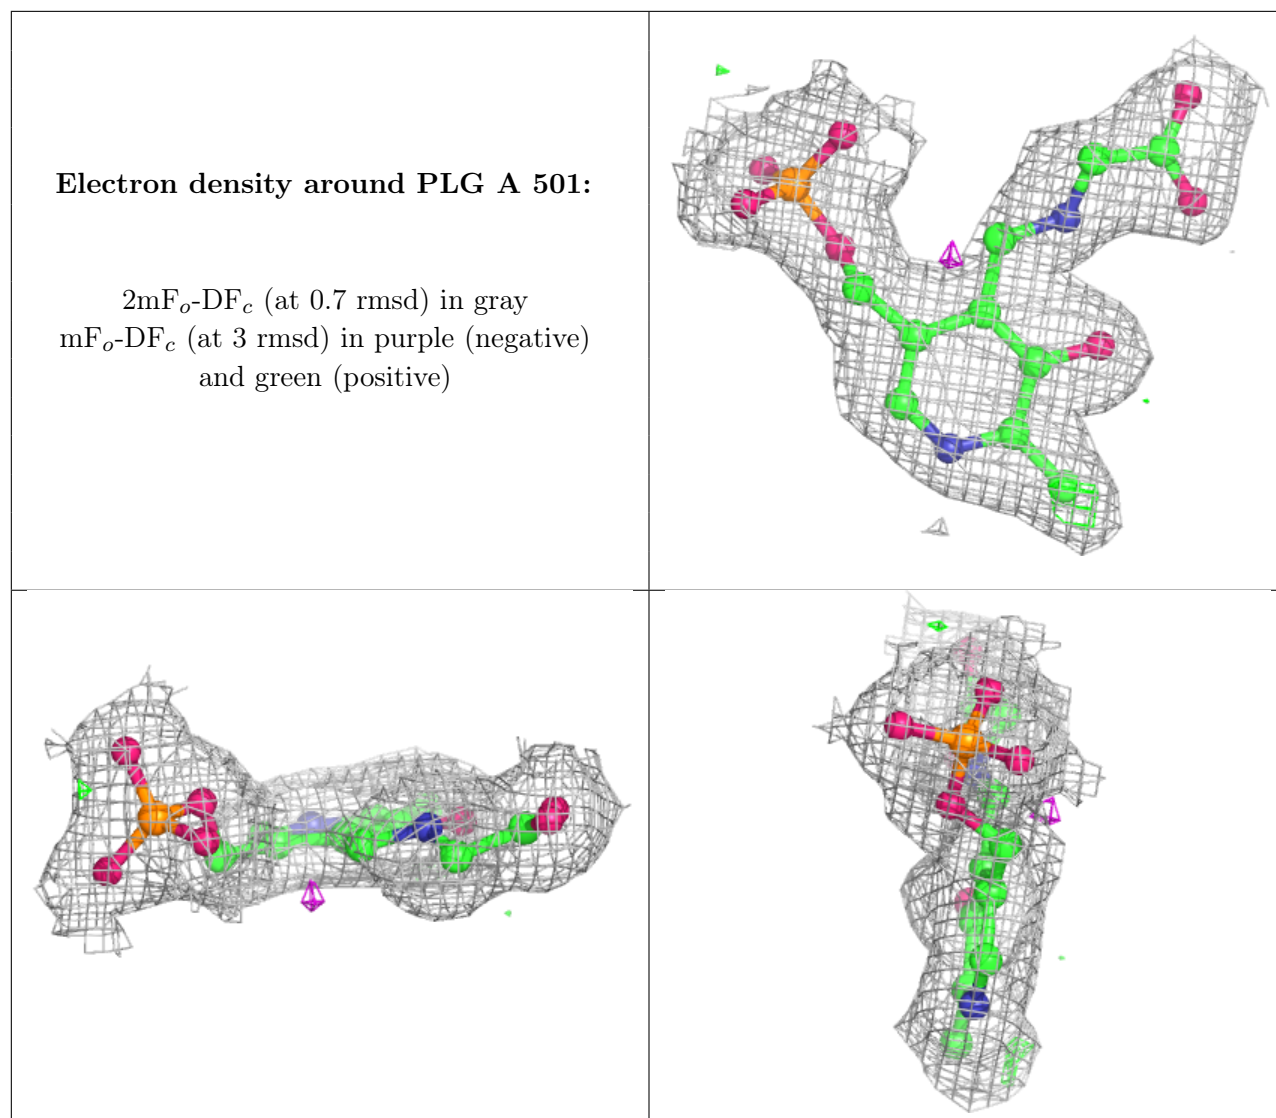 Electron density around PLG A 501:
2mFo-DFc (at 0.7 rmsd) in gray
mFo-DFc (at 3 rmsd) in purple (negative)
and green (positive)